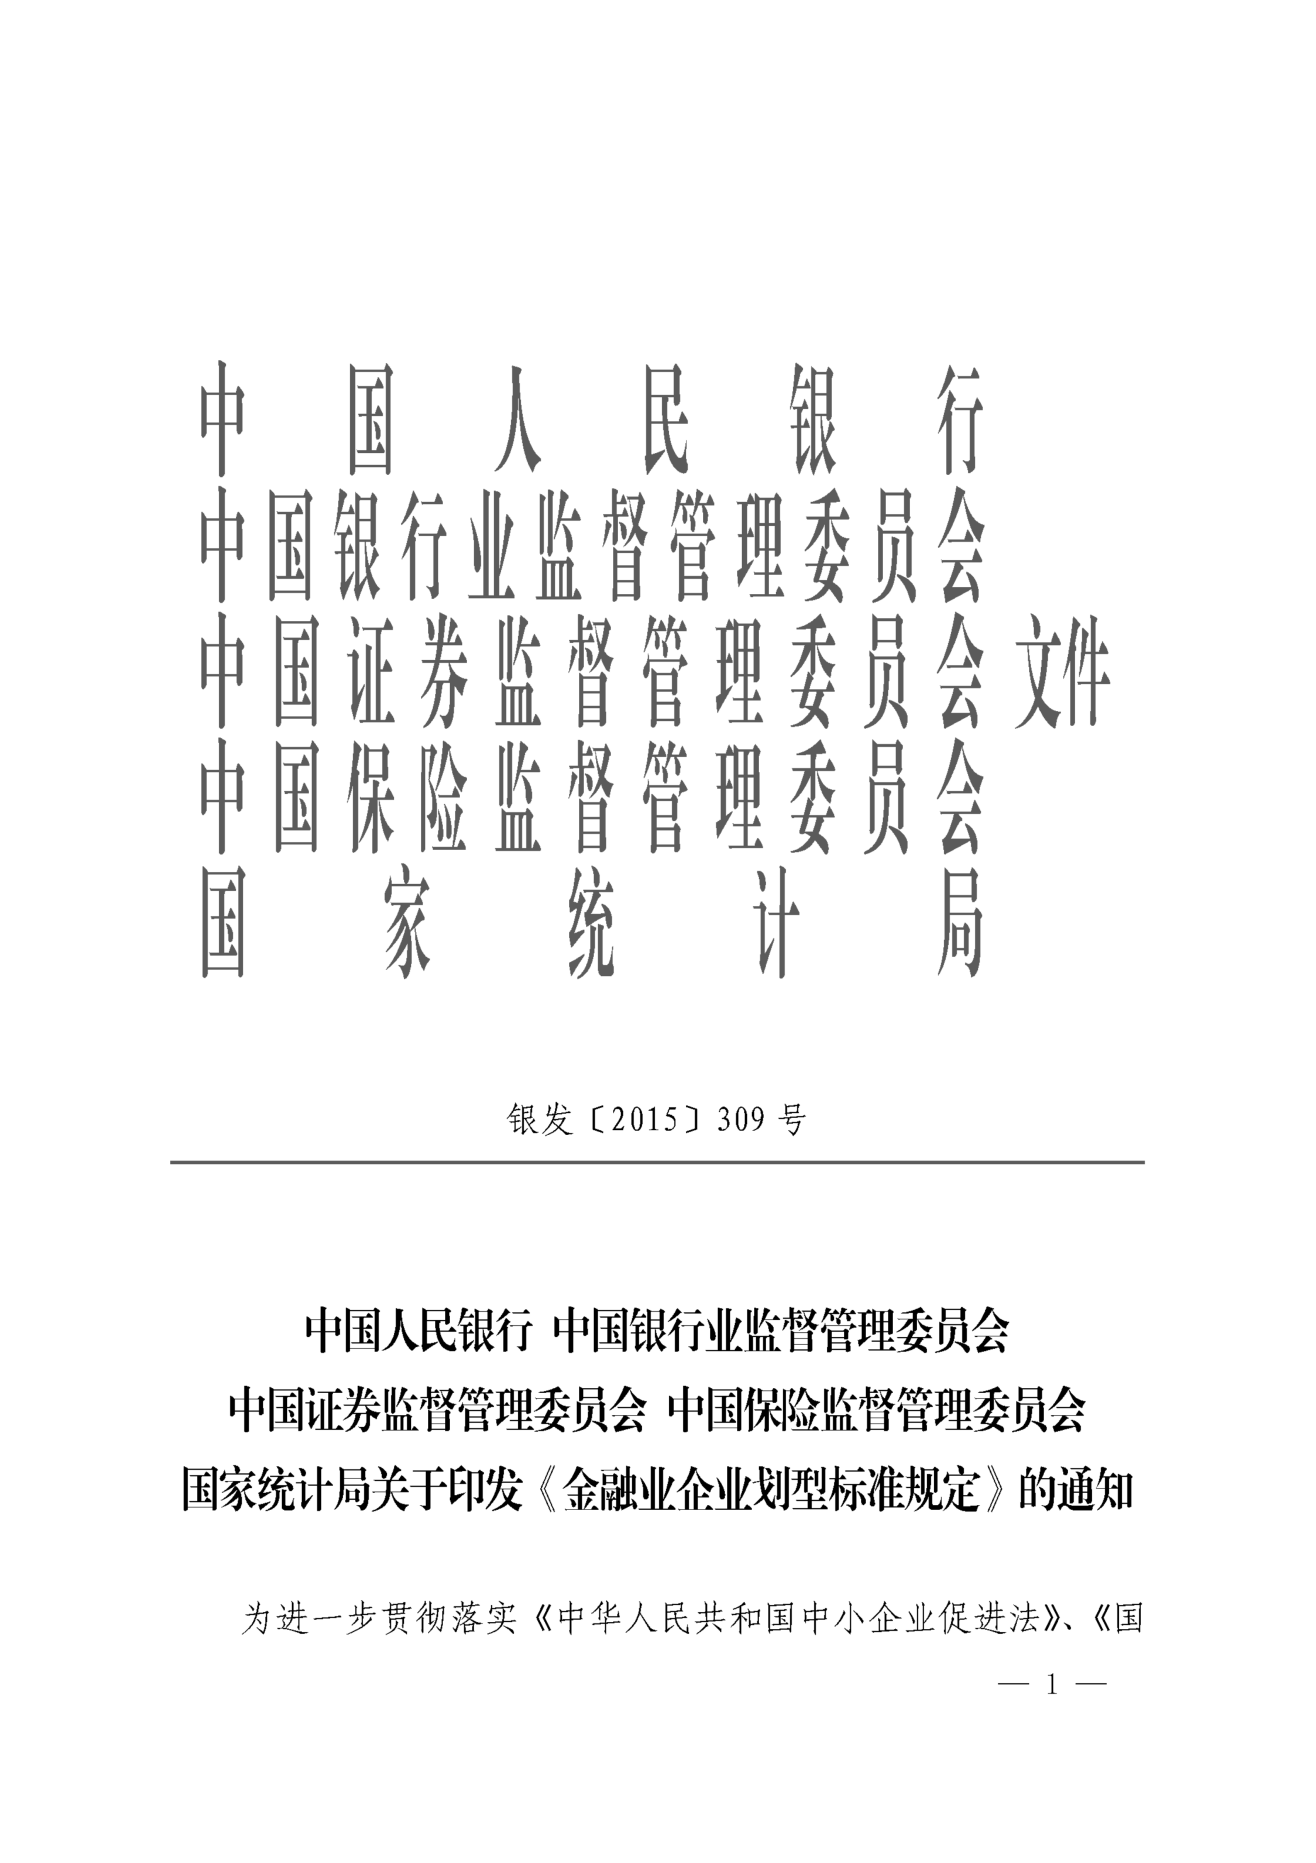 中国人民银行
中国银行业监督管理委员会
中国证券监督管理委员会 文件
中国保险监督管理委员会
国家统计局
银发〔2015〕309 号
中国人民银行 中国银行业监督管理委员会
中国证券监督管理委员会 中国保险监督管理委员会
国家统计局关于印发《金融业企业划型标准规定》的通知
为进一步贯彻落实《中华人民共和国中小企业促进法》、《国
— 1 —